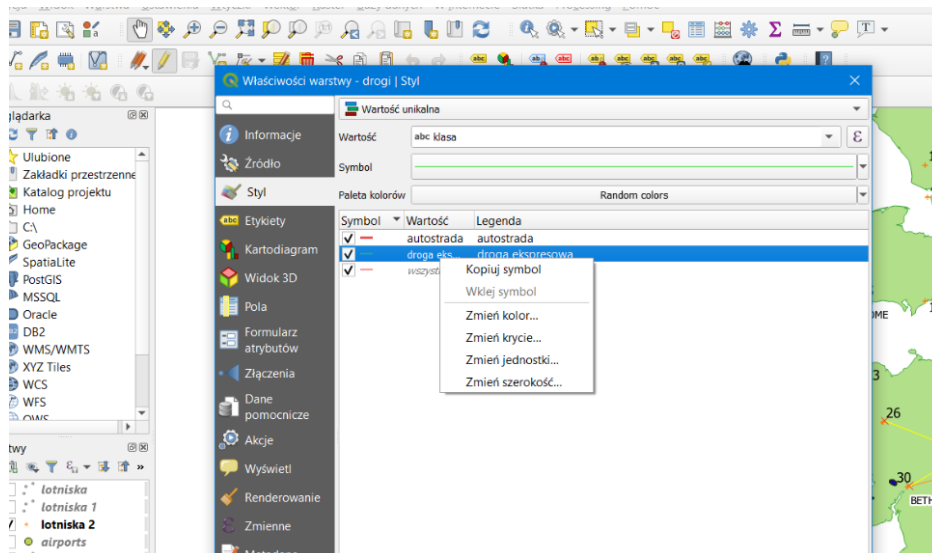 Właściwości warstwy - drogi | Styl
Wartość unikalna
Informacje
Wartość
abc klasa
ε
Źródło
Symbol
Styl
Paleta kolorów
Random colors
abc Etykiety
Symbol Wartość Legenda
autostrada autostrada
Kartodiagram
droga eks... droga ekspresowa
Kopiuj symbol
Wklej symbol
Widok 3D
Zmień kolor...
Pola
Zmień krycie...
Formularz
atrybutów
Zmień jednostki...
Złączenia
Zmień szerokość...
Dane
pomocnicze
Akcje
Wyświetl
Renderowanie
Zmienne
Ulubione
Zakładki przestrzenne
Katalog projektu
Home
C:\
GeoPackage
SpatiaLite
PostGIS
MSSQL
Oracle
DB2
WMS/WMTS
XYZ Tiles
WCS
WFS
lotniska
lotniska 1
lotniska 2
airports
26
30